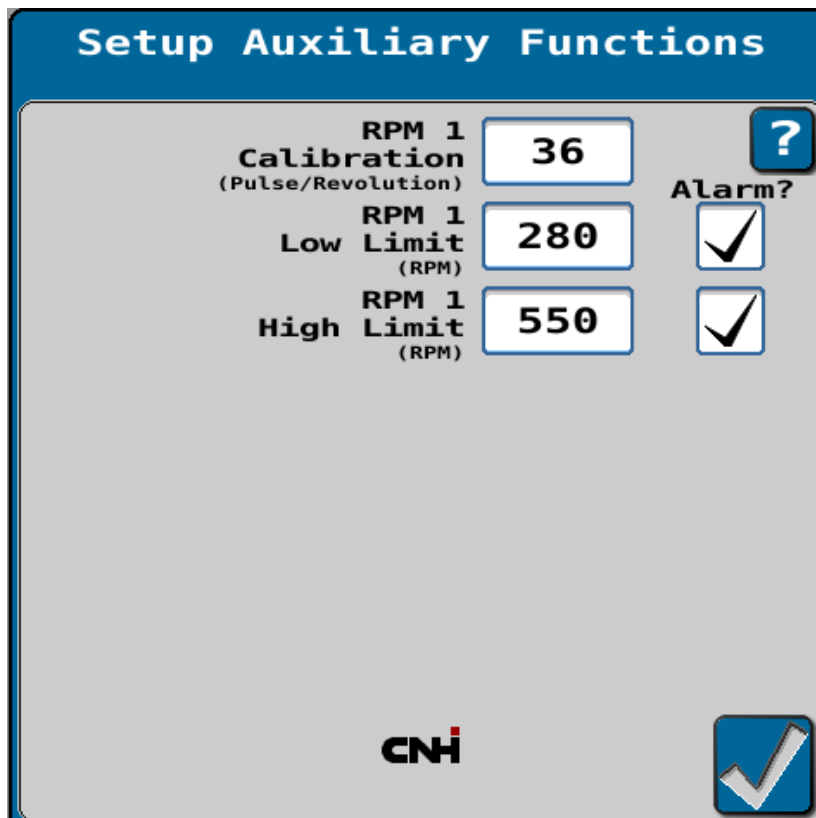 Setup Auxiliary Functions
RPM 1
Calibration
(Pulse/Revolution)
36
?
Alarm?
RPM 1
Low Limit
(RPM)
280
RPM 1
High Limit
(RPM)
550
CNH